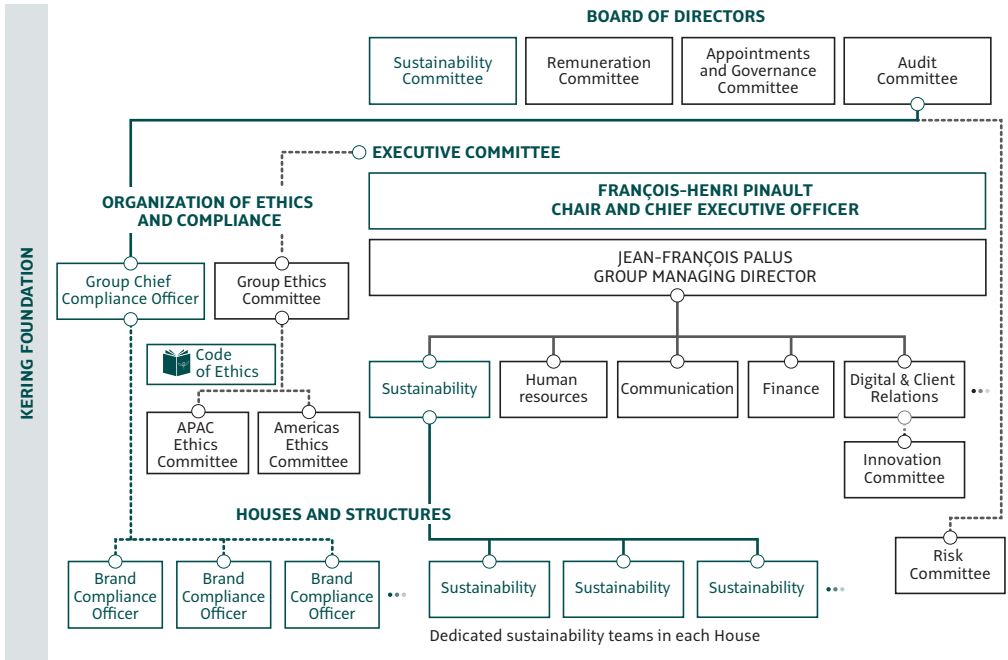 BOARD OF DIRECTORS
Sustainability
Committee
Remuneration
Committee
Appointments
and Governance
Committee
Audit
Committee
EXECUTIVE COMMITTEE
FRANÇOIS-HENRI PINAULT
CHAIR AND CHIEF EXECUTIVE OFFICER
JEAN-FRANÇOIS PALUS
GROUP MANAGING DIRECTOR
ORGANIZATION OF ETHICS
AND COMPLIANCE
Group Chief
Compliance Officer
Group Ethics
Committee
Code
of Ethics
APAC
Ethics
Committee
Americas
Ethics
Committee
Sustainability
Human
resources
Communication
Finance
Digital & Client
Relations
Innovation
Committee
Risk
Committee
HOUSES AND STRUCTURES
Brand
Compliance
Officer
Brand
Compliance
Officer
Brand
Compliance
Officer
Sustainability
Sustainability
Sustainability
Dedicated sustainability teams in each House
KERING FOUNDATION